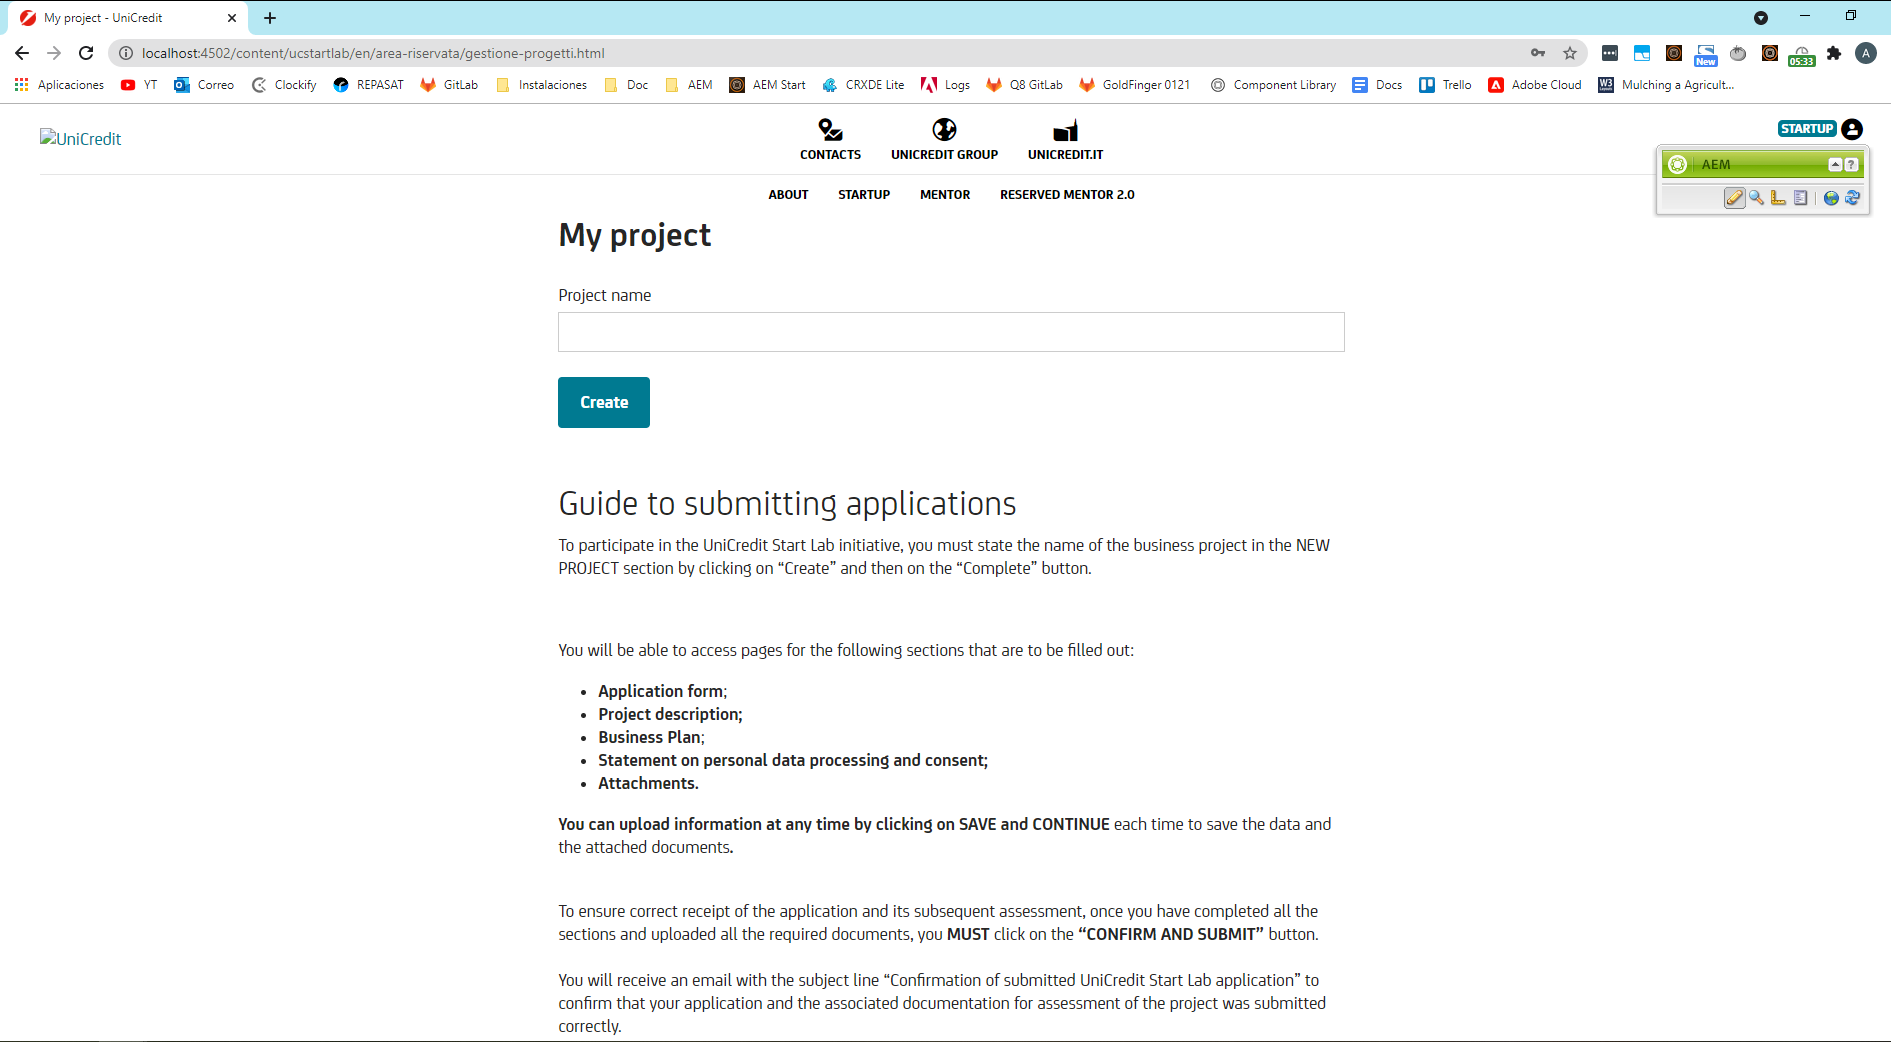 My project - UniCredit
localhost:4502/content/ucstartlab/en/area-riservata/gestione-progetti.html
New
05:33
A
Aplicaciones YT Correo Clockify REPASAT GitLab Instalaciones Doc AEM AEM Start CRXDE Lite Logs Q8 GitLab GoldFinger 0121 Component Library Docs Trello Adobe Cloud Mulching a Agricult...
UniCredit
CONTACTS UNICREDIT GROUP UNICREDIT.IT
STARTUP
AEM
?
ABOUT STARTUP MENTOR RESERVED MENTOR 2.0
My project
Project name
Create
Guide to submitting applications
To participate in the UniCredit Start Lab initiative, you must state the name of the business project in the NEW
PROJECT section by clicking on “Create” and then on the “Complete” button.
You will be able to access pages for the following sections that are to be filled out:
• Application form;
• Project description;
• Business Plan;
• Statement on personal data processing and consent;
• Attachments.
You can upload information at any time by clicking on SAVE and CONTINUE each time to save the data and
the attached documents.
To ensure correct receipt of the application and its subsequent assessment, once you have completed all the
sections and uploaded all the required documents, you MUST click on the “CONFIRM AND SUBMIT” button.
You will receive an email with the subject line “Confirmation of submitted UniCredit Start Lab application” to
confirm that your application and the associated documentation for assessment of the project was submitted
correctly.